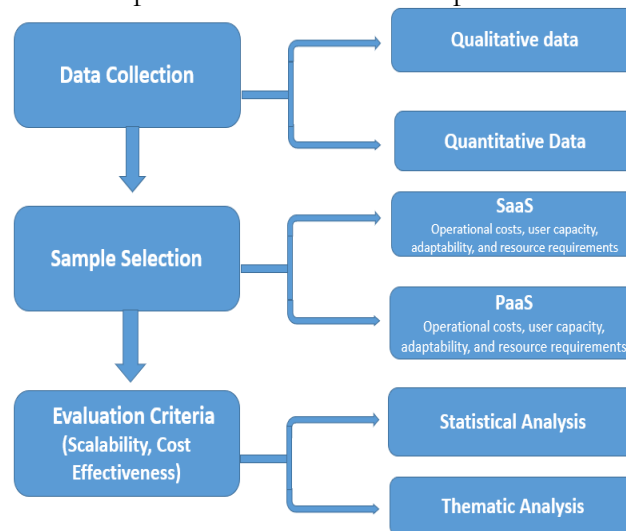 Data Collection
Qualitative data
Quantitative Data
Sample Selection
SaaS
Operational costs, user capacity,
adaptability, and resource requirements
PaaS
Operational costs, user capacity,
adaptability, and resource requirements
Evaluation Criteria
(Scalability, Cost
Effectiveness)
Statistical Analysis
Thematic Analysis